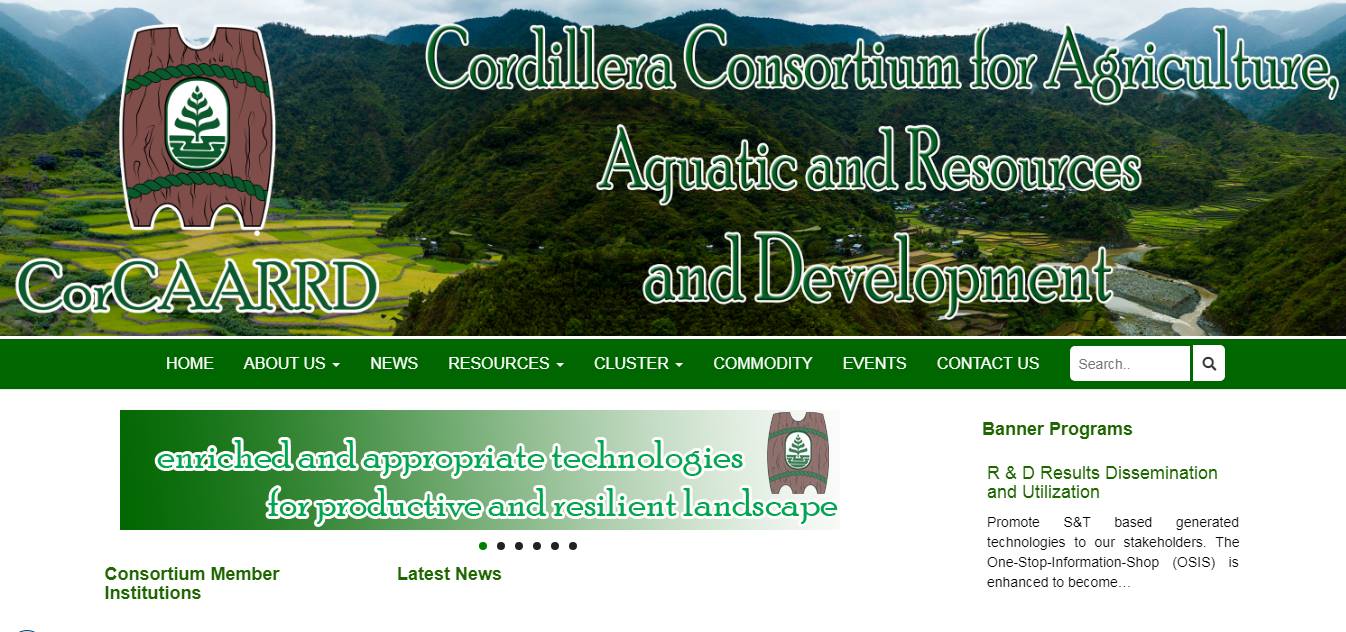 Cordillera Consortium for Agriculture,
Aquatic and Resources
and Development
CorCAARRD
HOME ABOUT US NEWS RESOURCES CLUSTER COMMODITY EVENTS CONTACT US Search..
enriched and appropriate technologies
for productive and resilient landscape
Consortium Member
Institutions
Latest News
Banner Programs
R & D Results Dissemination
and Utilization
Promote S&T based generated
technologies to our stakeholders. The
One-Stop-Information-Shop (OSIS) is
enhanced to become…